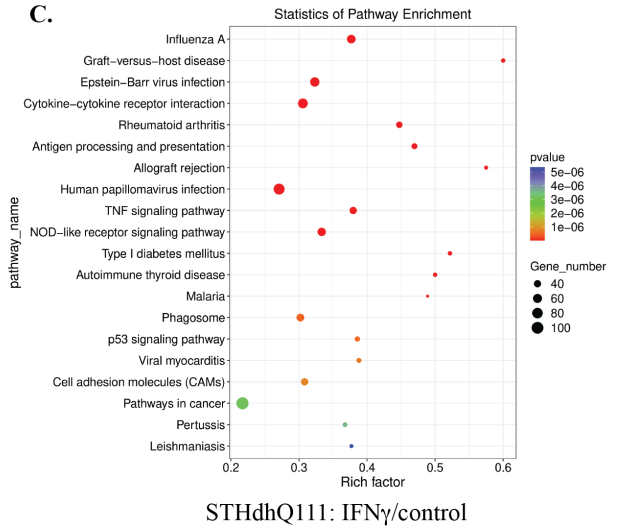 C.
Statistics of Pathway Enrichment
pathway_name
Influenza A
Graft−versus−host disease
Epstein−Barr virus infection
Cytokine−cytokine receptor interaction
Rheumatoid arthritis
Antigen processing and presentation
Allograft rejection
Human papillomavirus infection
TNF signaling pathway
NOD−like receptor signaling pathway
Type I diabetes mellitus
Autoimmune thyroid disease
Malaria
Phagosome
p53 signaling pathway
Viral myocarditis
Cell adhesion molecules (CAMs)
Pathways in cancer
Pertussis
Leishmaniasis
0.2 0.3 0.4 0.5 0.6
Rich factor
pvalue
5e−06
4e−06
3e−06
2e−06
1e−06
Gene_number
40
60
80
100
STHdhQ111: IFNγ/control